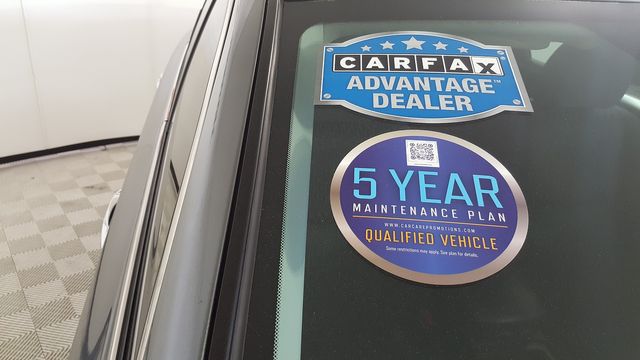 CARFAX
ADVANTAGE™
DEALER
5 YEAR
MAINTENANCE PLAN
WWW.CARCAREPROMOTIONS.COM
QUALIFIED VEHICLE
Some restrictions may apply. See plan for details.